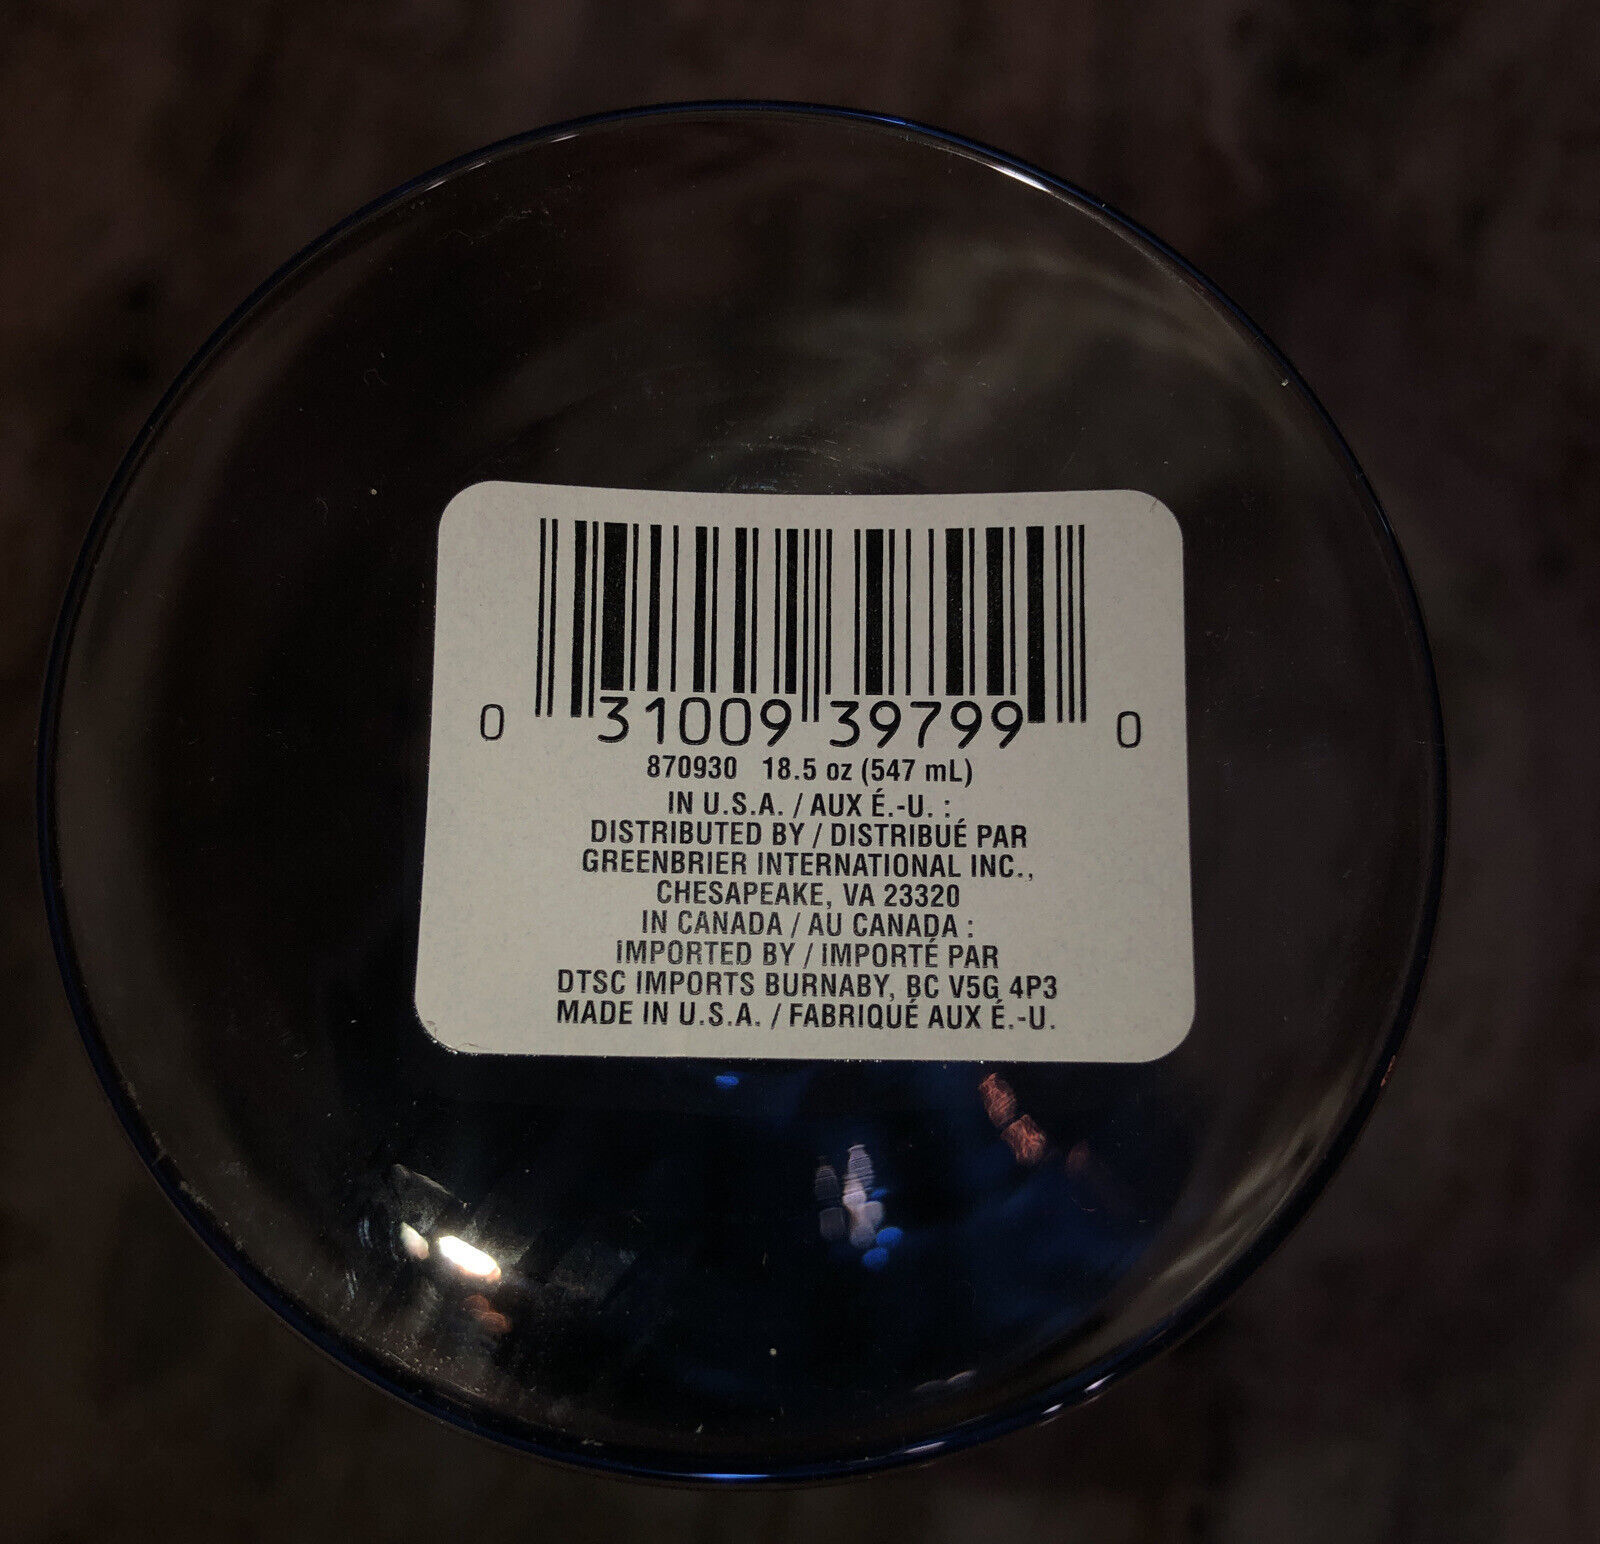 0 31009 39799 0
870930 18.5 oz (547 mL)
IN U.S.A. / AUX É.-U. :
DISTRIBUTED BY / DISTRIBUÉ PAR
GREENBRIER INTERNATIONAL INC.,
CHESAPEAKE, VA 23320
IN CANADA / AU CANADA :
IMPORTED BY / IMPORTÉ PAR
DTSC IMPORTS BURNABY, BC V5G 4P3
MADE IN U.S.A. / FABRIQUÉ AUX É.-U.